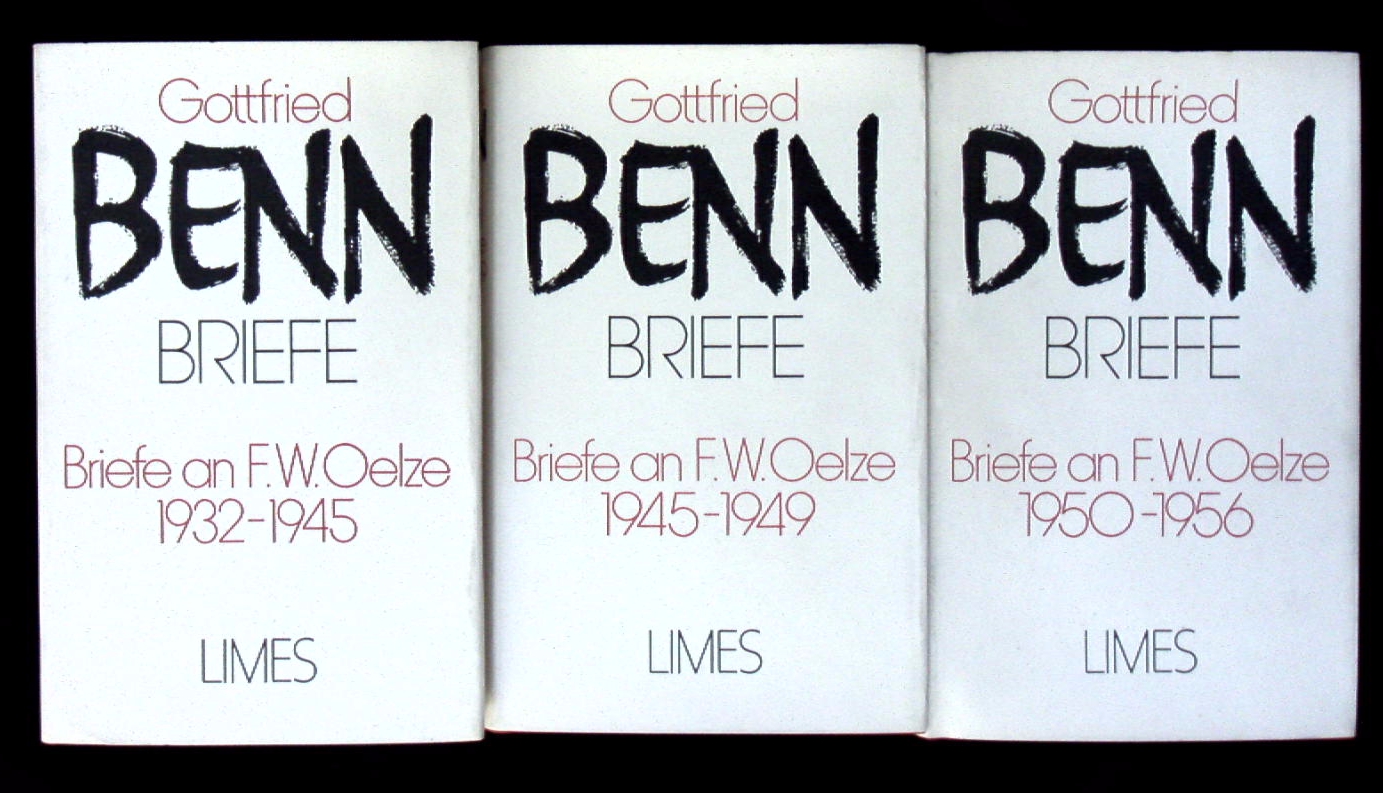 Gottfried
BENN
BRIEFE
Briefe an F.W.Oelze
1932-1945
LIMES
Gottfried
BENN
BRIEFE
Briefe an F.W.Oelze
1945-1949
LIMES
Gottfried
BENN
BRIEFE
Briefe an F.W.Oelze
1950-1956
LIMES